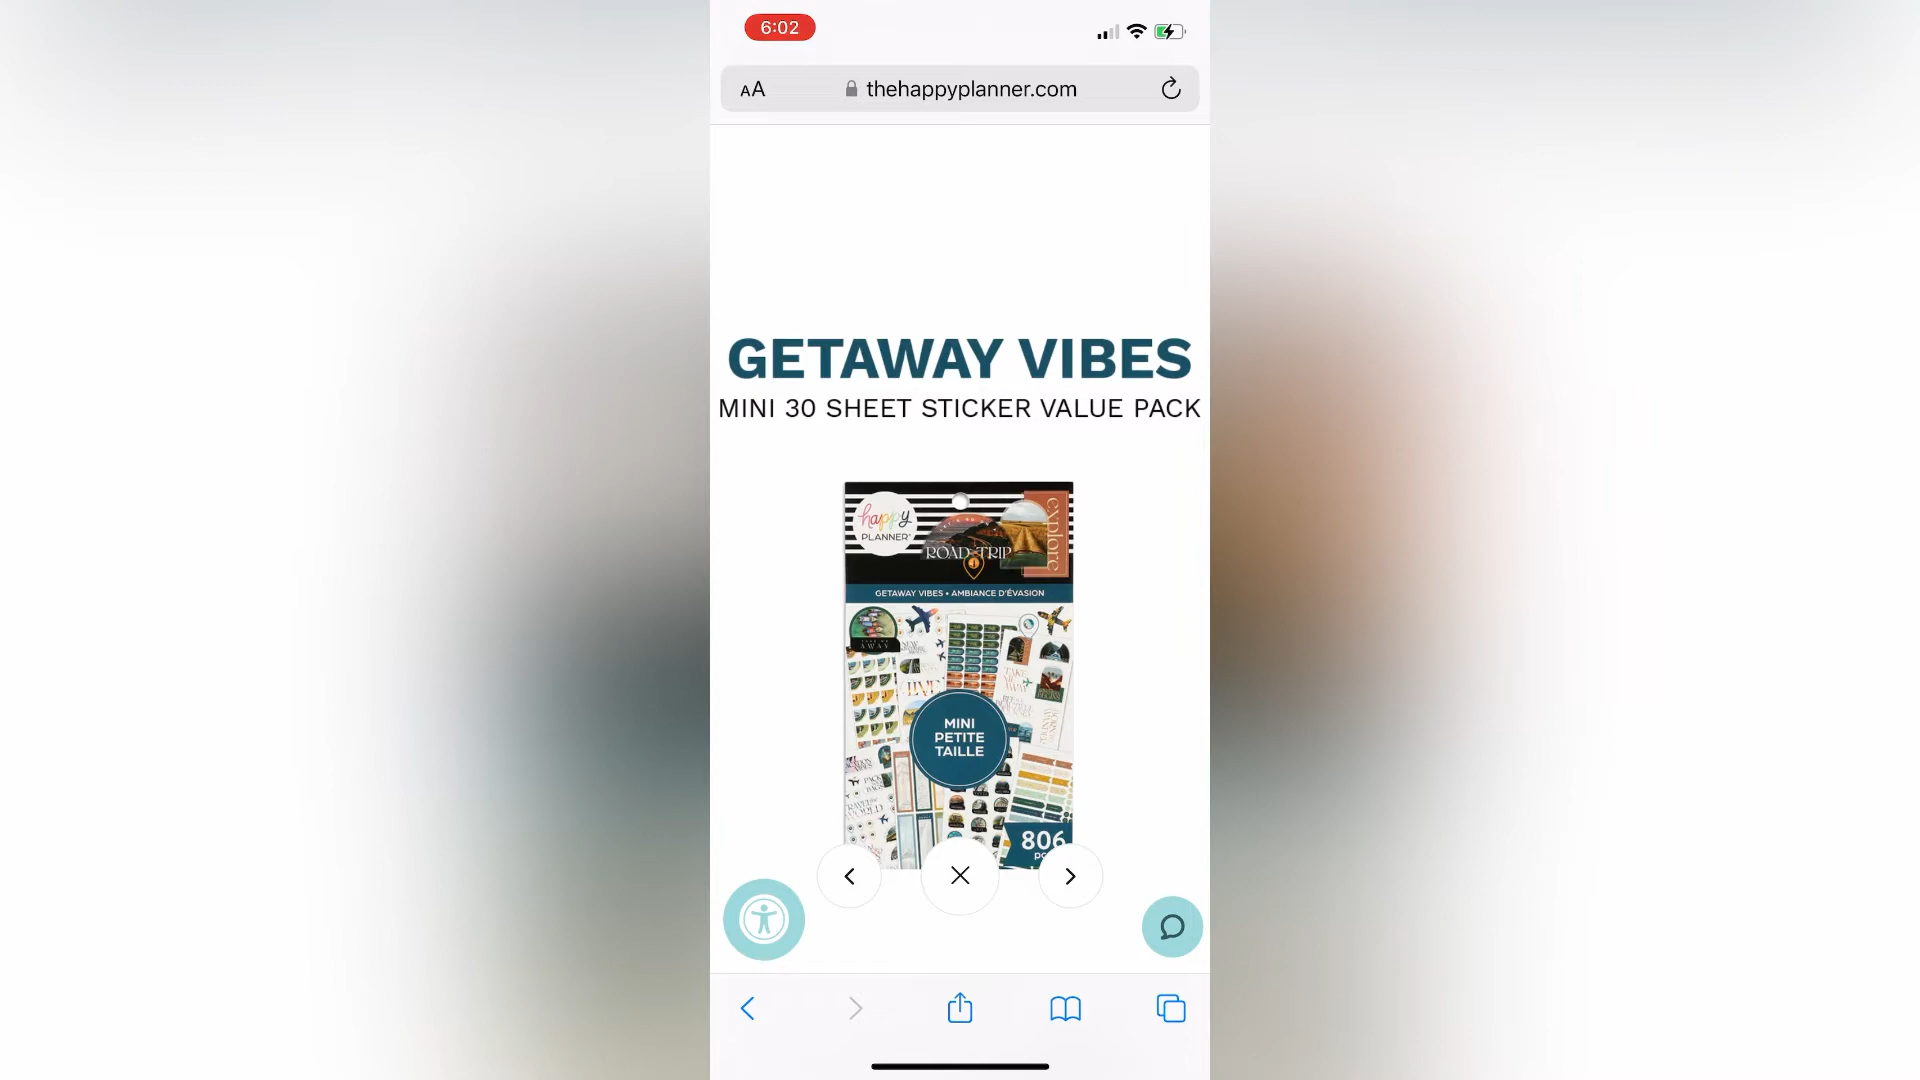 6:02
AA
thehappyplanner.com
GETAWAY VIBES
MINI 30 SHEET STICKER VALUE PACK
happy
PLANNER
ROAD TRIP
explore
GETAWAY VIBES • AMBIANCE D'ÉVASION
AWAY
MINI
PETITE
TAILLE
806